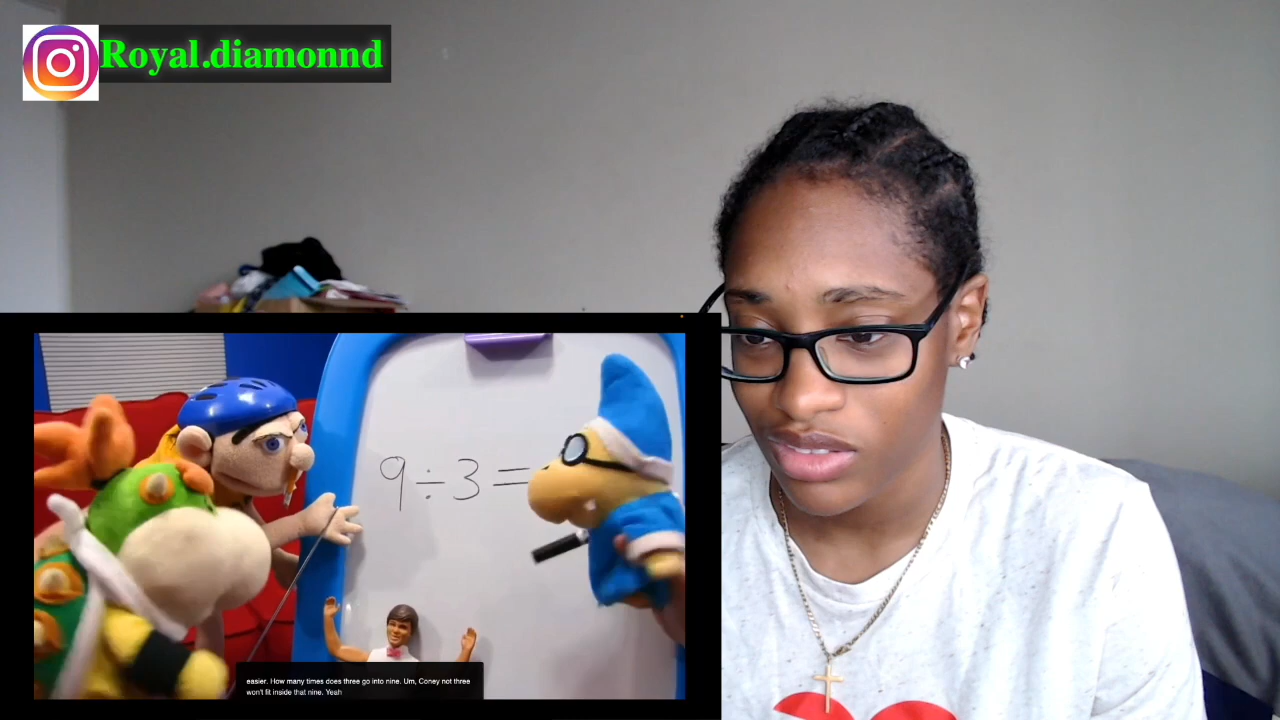 Royal.diamonnd
9÷3=
easier. How many times does three go into nine. Um, Coney not three
won't fit inside that nine. Yeah